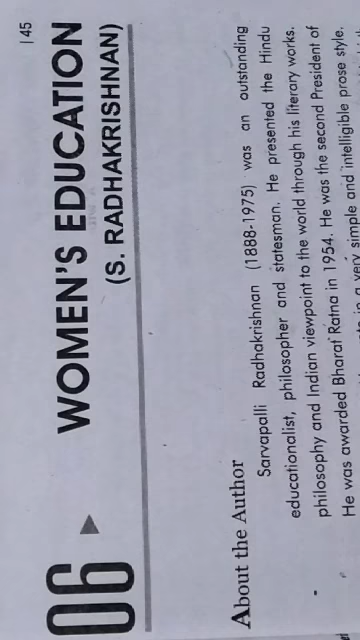 | 45
06 ▶ WOMEN'S EDUCATION
(S. RADHAKRISHNAN)
About the Author
Sarvapalli Radhakrishnan (1888-1975) was an outstanding
educationalist, philosopher and statesman. He presented the Hindu
philosophy and Indian viewpoint to the world through his literary works.
He was awarded Bharat Ratna in 1954. He was the second President of
in a very simple and intelligible prose style.